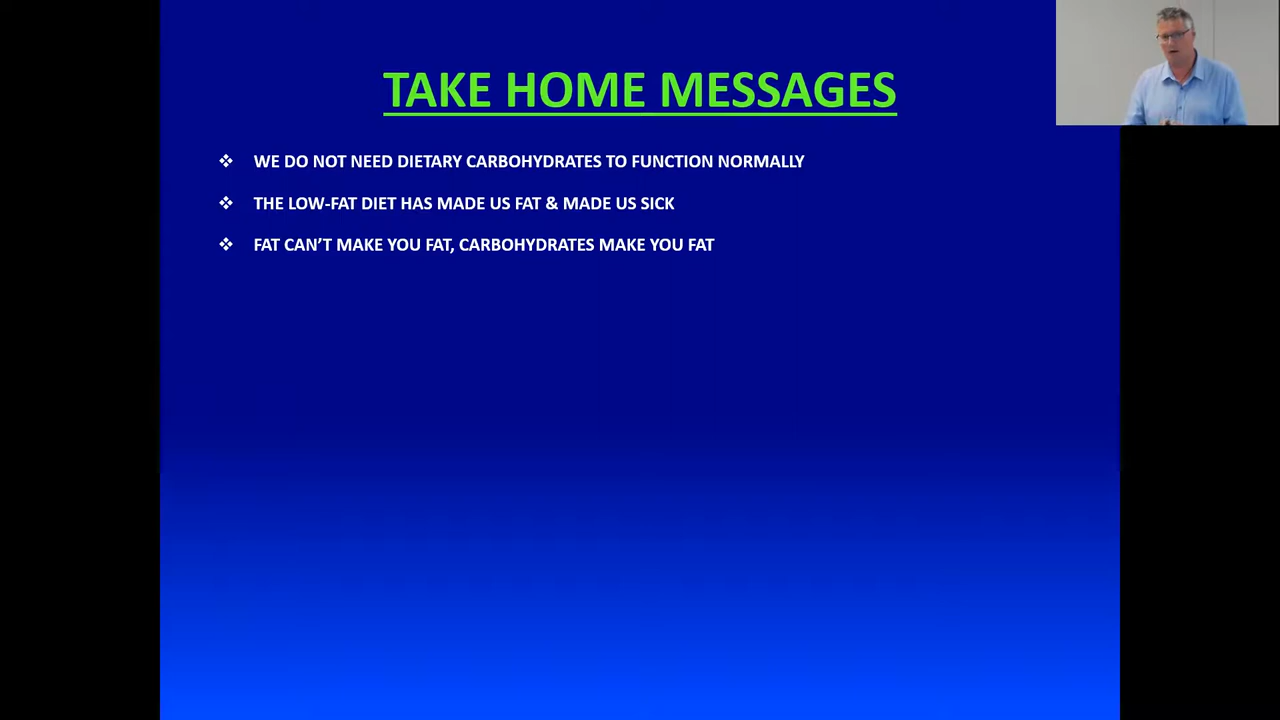 TAKE HOME MESSAGES
❖ WE DO NOT NEED DIETARY CARBOHYDRATES TO FUNCTION NORMALLY
❖ THE LOW-FAT DIET HAS MADE US FAT & MADE US SICK
❖ FAT CAN’T MAKE YOU FAT, CARBOHYDRATES MAKE YOU FAT